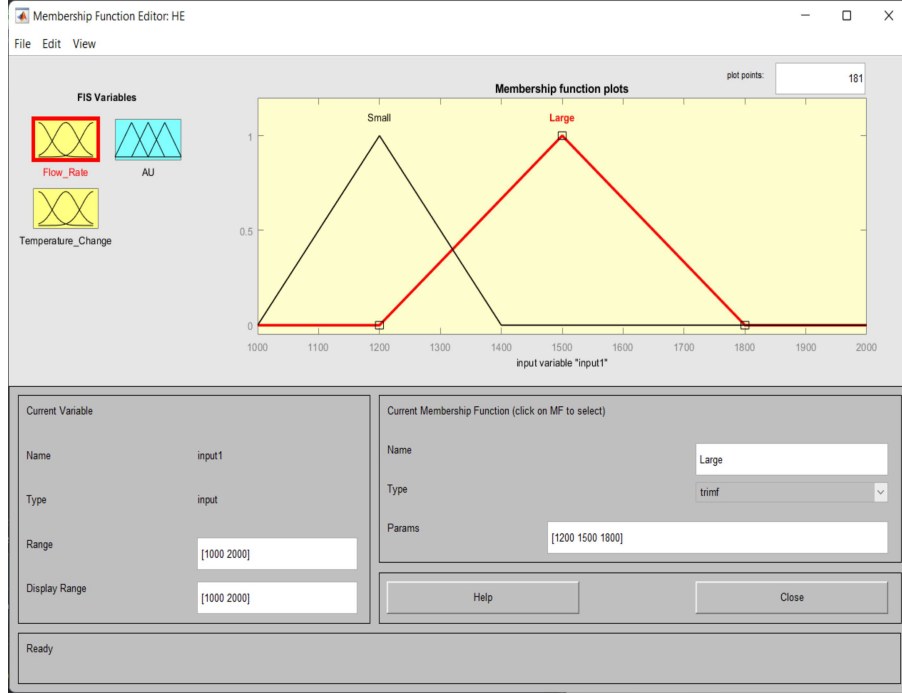 Membership Function Editor: HE
File Edit View
FIS Variables
Flow_Rate
AU
Temperature_Change
plot points:
181
Membership function plots
Small
Large
1
0.5
0
1000 1100 1200 1300 1400 1500 1600 1700 1800 1900 2000
input variable "input1"
Current Variable
Name input1
Type input
Range [1000 2000]
Display Range [1000 2000]
Current Membership Function (click on MF to select)
Name Large
Type trimf
Params [1200 1500 1800]
Help Close
Ready